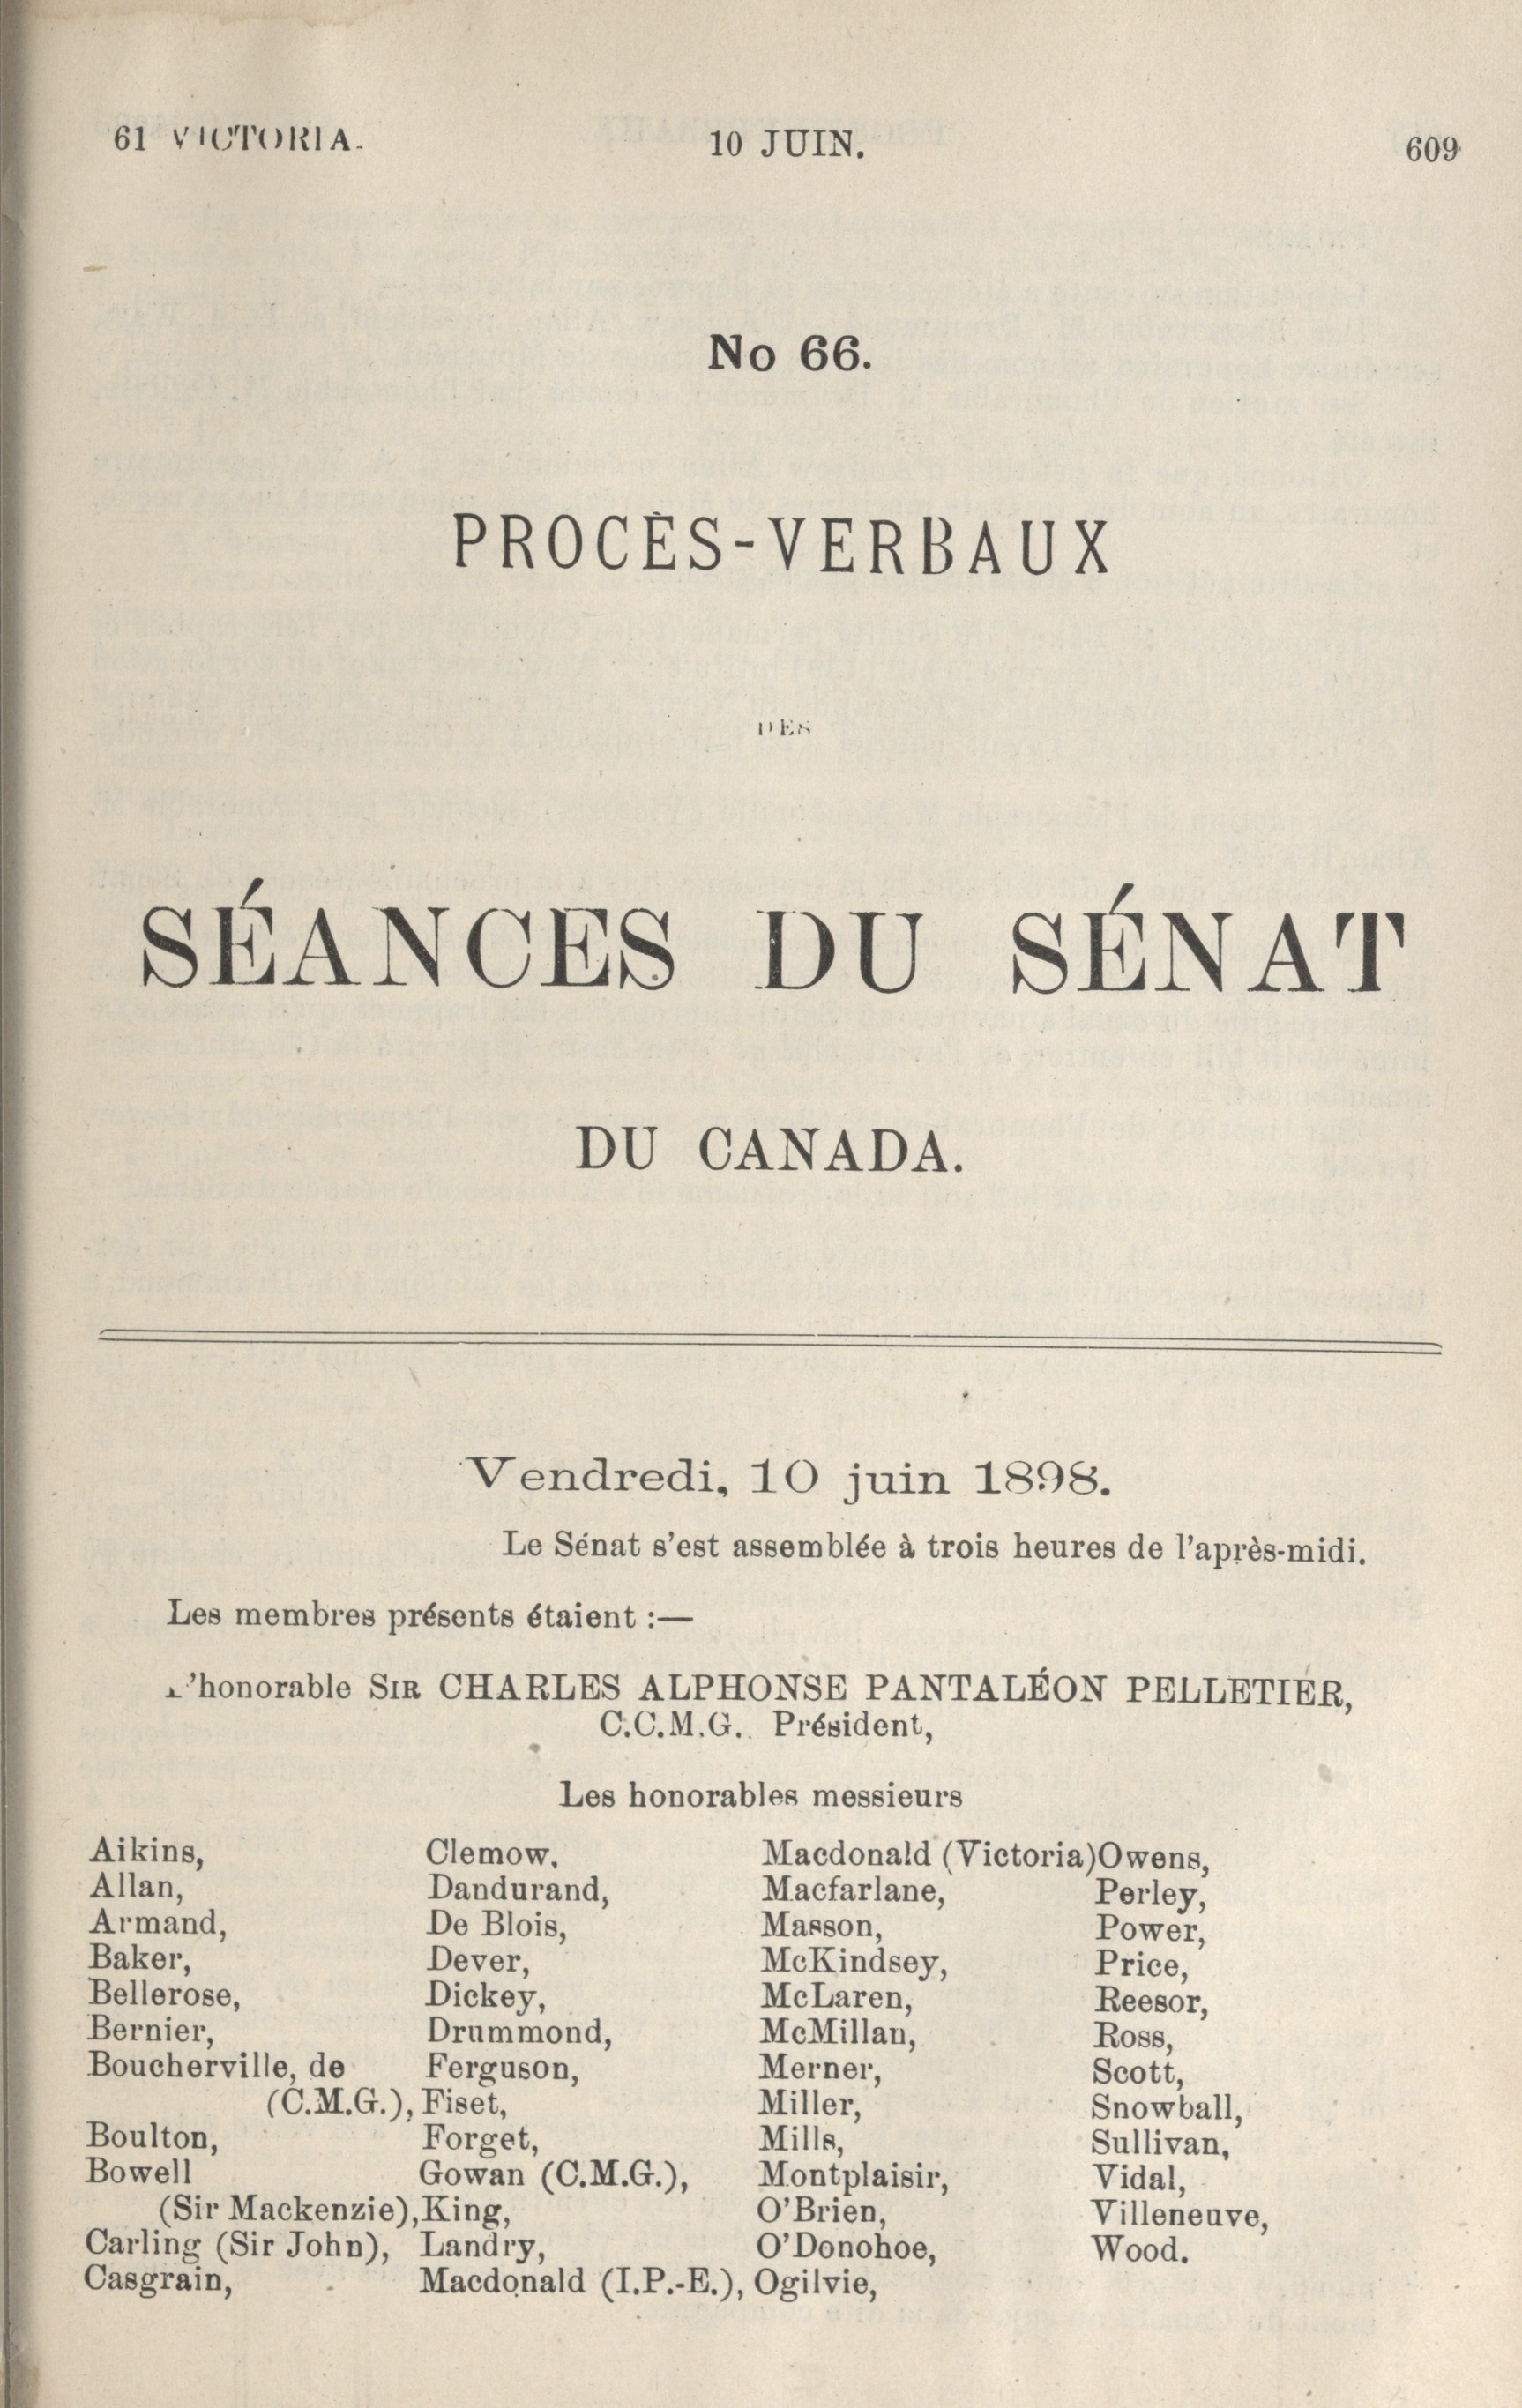 61 VICTORIA.
10 JUIN.
609
No 66.
PROCÈS-VERBAUX
DES
SÉANCES DU SÉNAT
DU CANADA.
Vendredi, 10 juin 1898.
Le Sénat s'est assemblée à trois heures de l'après-midi.
Les membres présents étaient :—
L'honorable SIR CHARLES ALPHONSE PANTALÉON PELLETIER,
C.C.M.G., Président,
Les honorables messieurs
Aikins,
Allan,
Armand,
Baker,
Bellerose,
Bernier,
Boucherville, de
(C.M.G.),
Boulton,
Bowell
(Sir Mackenzie),
Carling (Sir John),
Casgrain,
Clemow,
Dandurand,
De Blois,
Dever,
Dickey,
Drummond,
Ferguson,
Fiset,
Forget,
Gowan (C.M.G.),
King,
Landry,
Macdonald (I.P.-E.),
Macdonald (Victoria)
Macfarlane,
Masson,
McKindsey,
McLaren,
McMillan,
Merner,
Miller,
Mills,
Montplaisir,
O'Brien,
O'Donohoe,
Ogilvie,
Owens,
Perley,
Power,
Price,
Reesor,
Ross,
Scott,
Snowball,
Sullivan,
Vidal,
Villeneuve,
Wood.